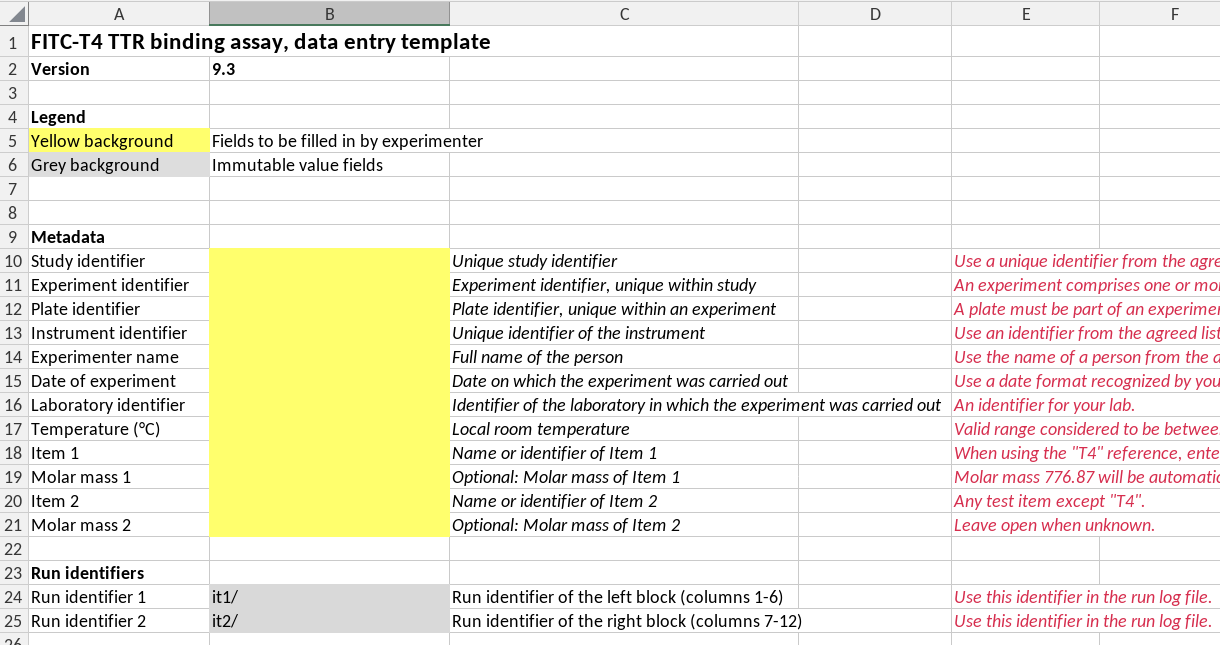 A B C D E F
1 FITC-T4 TTR binding assay, data entry template
2 Version 9.3
3
4 Legend
5 Yellow background Fields to be filled in by experimenter
6 Grey background Immutable value fields
7
8
9 Metadata
10 Study identifier Unique study identifier Use a unique identifier from the
11 Experiment identifier Experiment identifier, unique within study An experiment comprises one or
12 Plate identifier Plate identifier, unique within an experiment A plate must be part of an
13 Instrument identifier Unique identifier of the instrument Use an identifier from the agreed list
14 Experimenter name Full name of the person Use the name of a person from the
15 Date of experiment Date on which the experiment was carried out Use a date format recognized by
16 Laboratory identifier Identifier of the laboratory in which the experiment was carried out An identifier for your lab.
17 Temperature (°C) Local room temperature Valid range considered to be
18 Item 1 Name or identifier of Item 1 When using the "T4" reference,
19 Molar mass 1 Optional: Molar mass of Item 1 Molar mass 776.87 will be
20 Item 2 Name or identifier of Item 2 Any test item except "T4".
21 Molar mass 2 Optional: Molar mass of Item 2 Leave open when unknown.
22
23 Run identifiers
24 Run identifier 1 it1/ Run identifier of the left block (columns 1-6) Use this identifier in the run log file.
25 Run identifier 2 it2/ Run identifier of the right block (columns 7-12) Use this identifier in the run log file.